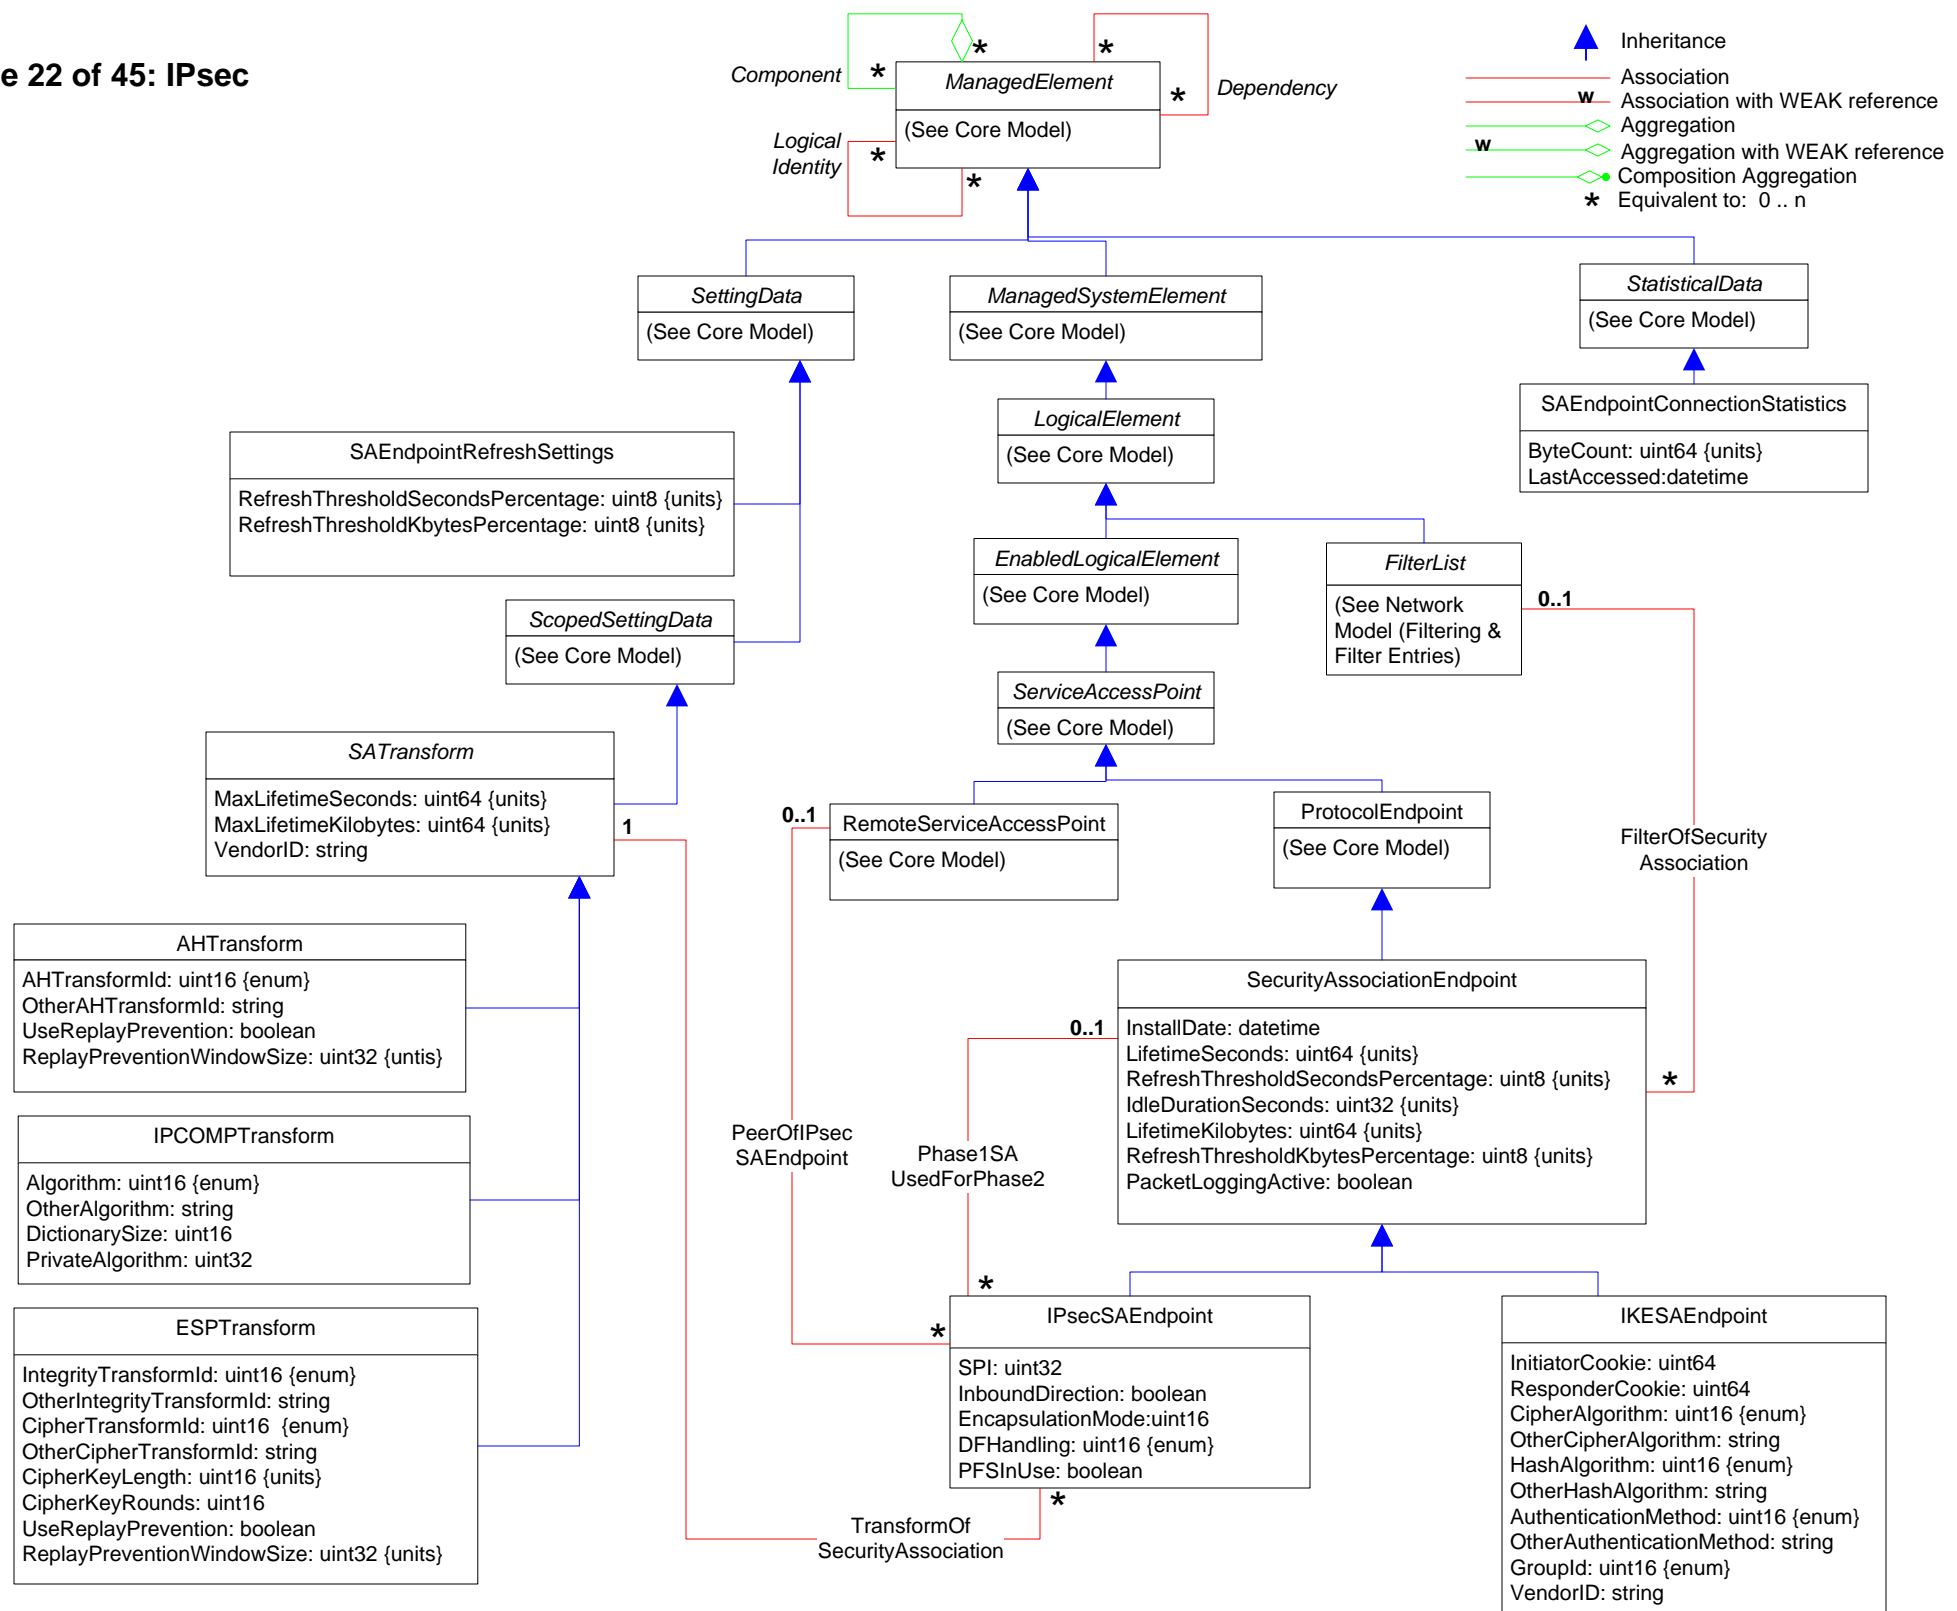 e 22 of 45: IPsec
Inheritance
Association
w
Association with WEAK reference
Aggregation
w
Aggregation with WEAK reference
Composition Aggregation
*
Equivalent to: 0 .. n
Component
*
*
ManagedElement
(See Core Model)
*
*
Dependency
Logical
Identity
*
*
SettingData
(See Core Model)
ManagedSystemElement
(See Core Model)
StatisticalData
(See Core Model)
SAEndpointConnectionStatistics
ByteCount: uint64 {units}
LastAccessed:datetime
LogicalElement
(See Core Model)
SAEndpointRefreshSettings
RefreshThresholdSecondsPercentage: uint8 {units}
RefreshThresholdKbytesPercentage: uint8 {units}
EnabledLogicalElement
(See Core Model)
FilterList
(See Network
Model (Filtering &
Filter Entries)
0..1
ScopedSettingData
(See Core Model)
ServiceAccessPoint
(See Core Model)
SATransform
MaxLifetimeSeconds: uint64 {units}
MaxLifetimeKilobytes: uint64 {units}
VendorID: string
1
0..1
RemoteServiceAccessPoint
(See Core Model)
ProtocolEndpoint
(See Core Model)
FilterOfSecurity
Association
AHTransform
AHTransformId: uint16 {enum}
OtherAHTransformId: string
UseReplayPrevention: boolean
ReplayPreventionWindowSize: uint32 {untis}
SecurityAssociationEndpoint
InstallDate: datetime
LifetimeSeconds: uint64 {units}
RefreshThresholdSecondsPercentage: uint8 {units}
IdleDurationSeconds: uint32 {units}
LifetimeKilobytes: uint64 {units}
RefreshThresholdKbytesPercentage: uint8 {units}
PacketLoggingActive: boolean
0..1
*
IPCOMPTransform
Algorithm: uint16 {enum}
OtherAlgorithm: string
DictionarySize: uint16
PrivateAlgorithm: uint32
PeerOfIPsec
SAEndpoint
Phase1SA
UsedForPhase2
*
*
ESPTransform
IntegrityTransformId: uint16 {enum}
OtherIntegrityTransformId: string
CipherTransformId: uint16 {enum}
OtherCipherTransformId: string
CipherKeyLength: uint16 {units}
CipherKeyRounds: uint16
UseReplayPrevention: boolean
ReplayPreventionWindowSize: uint32 {units}
IPsecSAEndpoint
SPI: uint32
InboundDirection: boolean
EncapsulationMode:uint16
DFHandling: uint16 {enum}
PFSInUse: boolean
*
TransformOf
SecurityAssociation
IKESAEndpoint
InitiatorCookie: uint64
ResponderCookie: uint64
CipherAlgorithm: uint16 {enum}
OtherCipherAlgorithm: string
HashAlgorithm: uint16 {enum}
OtherHashAlgorithm: string
AuthenticationMethod: uint16 {enum}
OtherAuthenticationMethod: string
GroupId: uint16 {enum}
VendorID: string